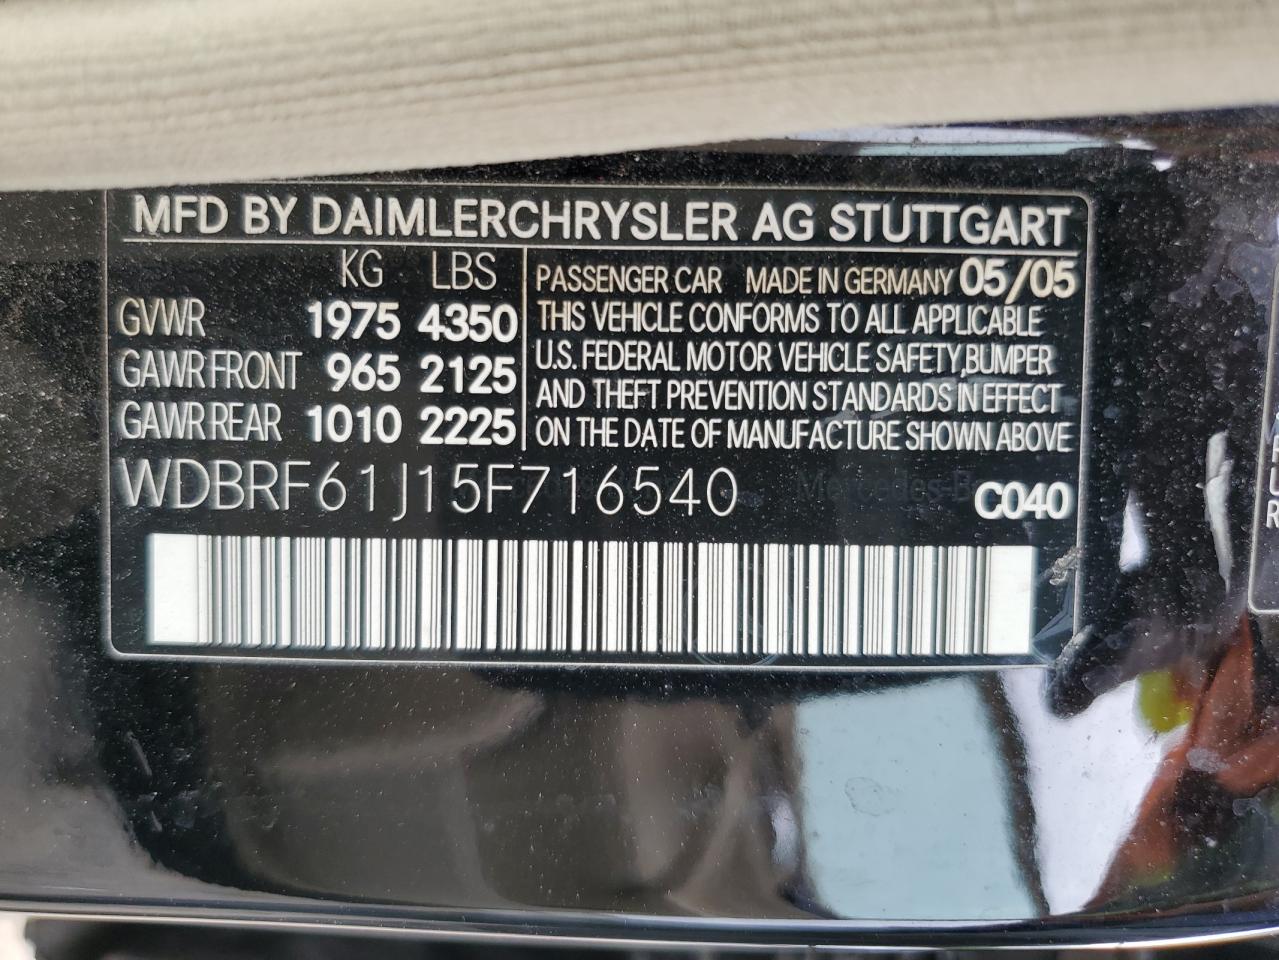 MFD BY DAIMLERCHRYSLER AG STUTTGART
KG LBS
GVWR 1975 4350
GAWR FRONT 965 2125
GAWR REAR 1010 2225
PASSENGER CAR MADE IN GERMANY 05/05
THIS VEHICLE CONFORMS TO ALL APPLICABLE
U.S. FEDERAL MOTOR VEHICLE SAFETY, BUMPER
AND THEFT PREVENTION STANDARDS IN EFFECT
ON THE DATE OF MANUFACTURE SHOWN ABOVE
WDBRF61J15F716540 C040